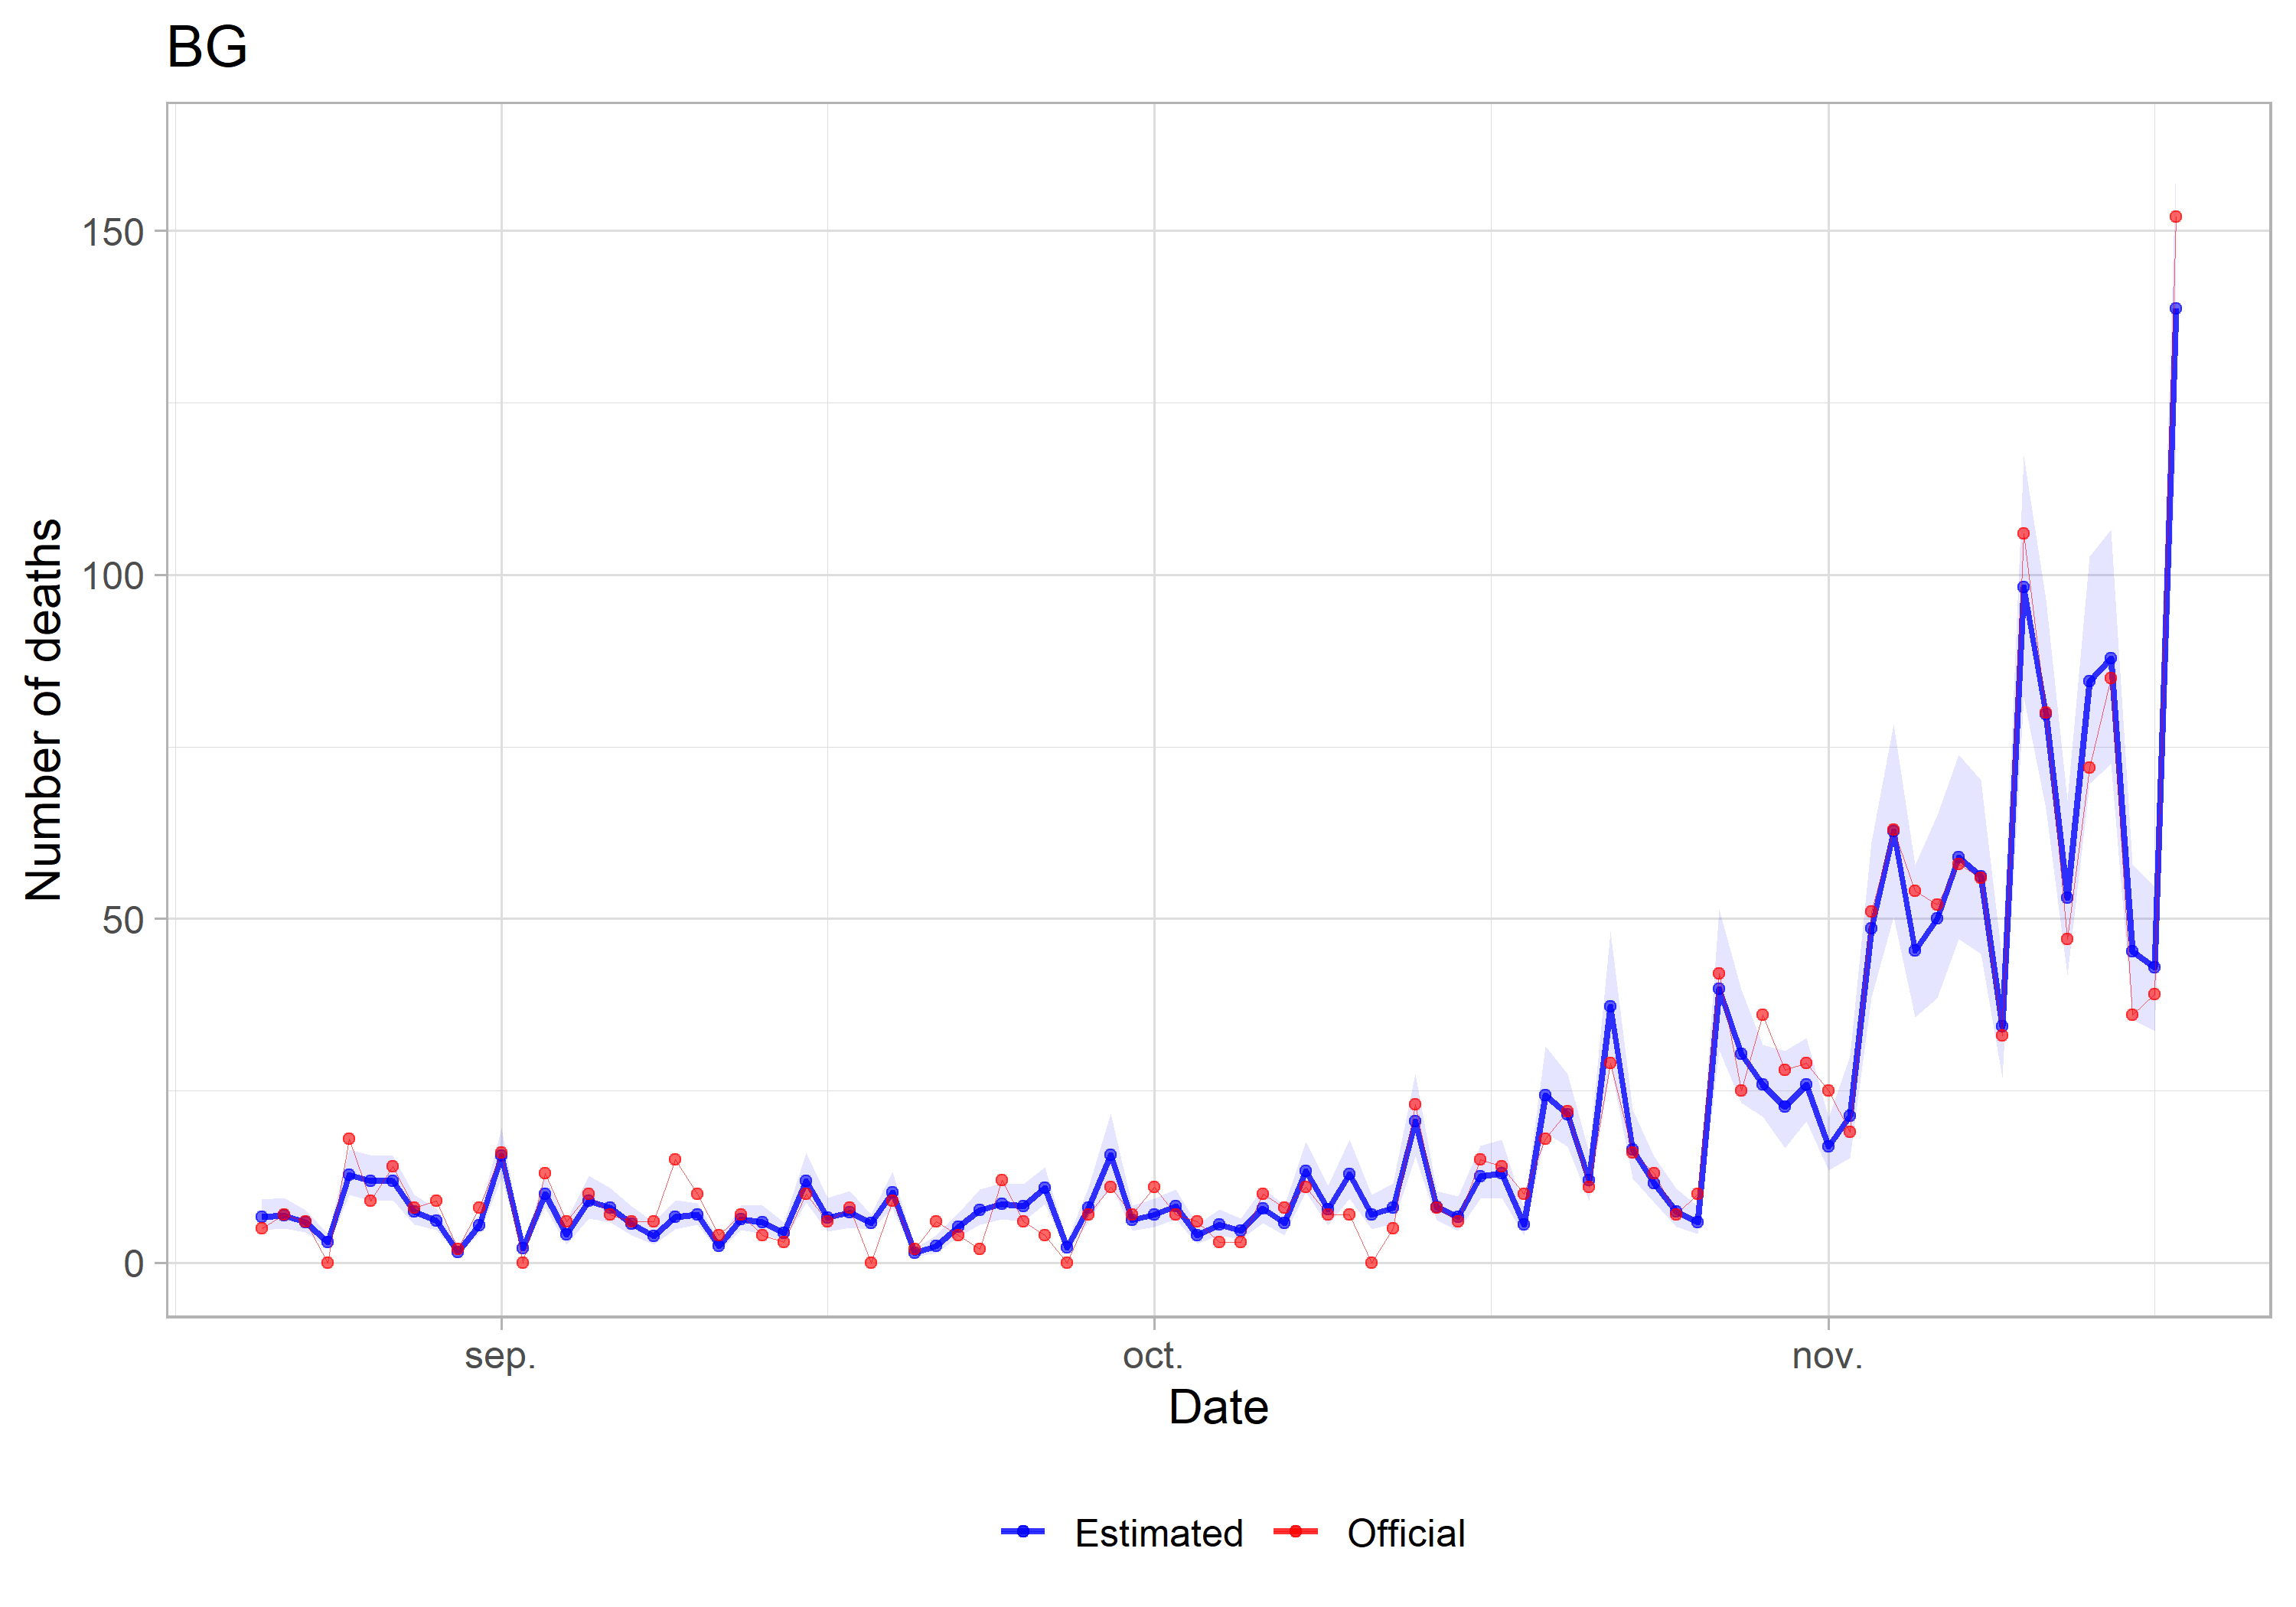 BG
Number of deaths
150
100
50
0
sep.
oct.
nov.
Date
Estimated
Official